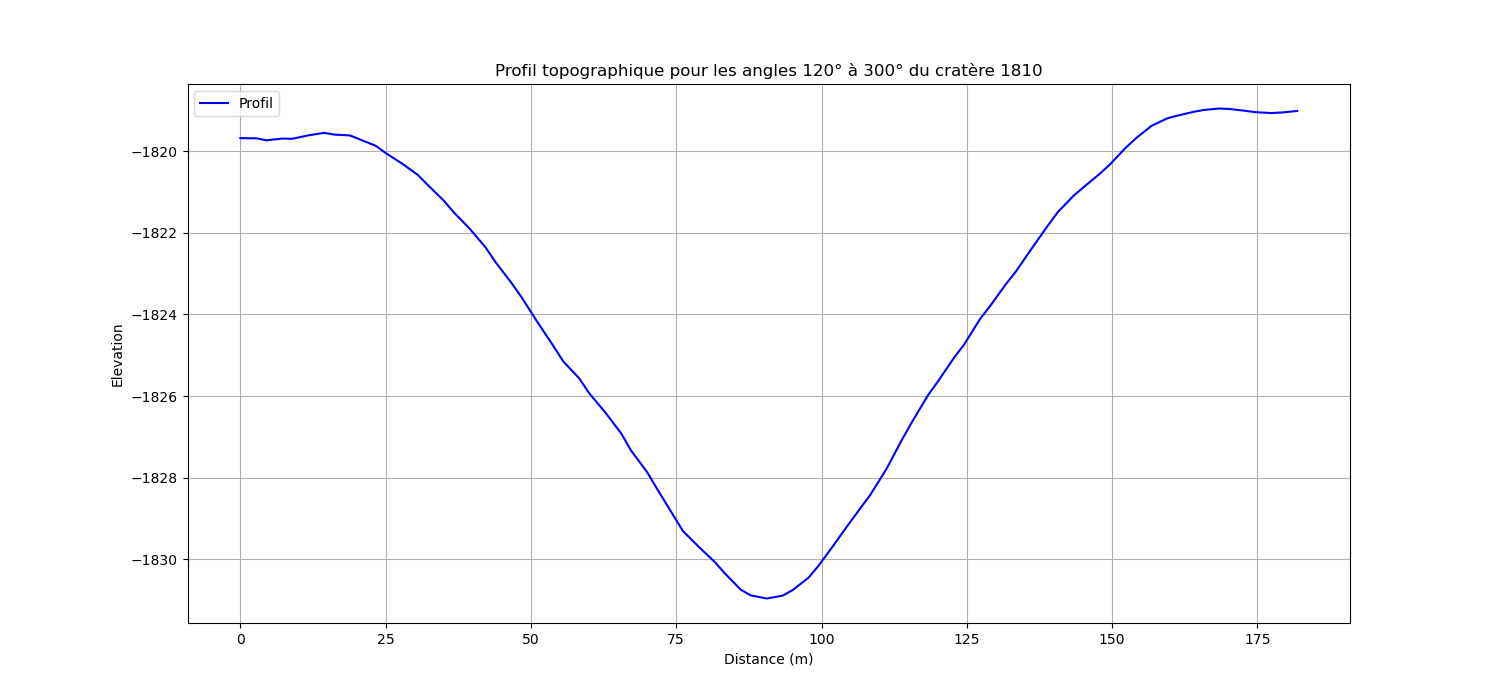 Profil topographique pour les angles 120° à 300° du cratère 1810
Profil
−1820
−1822
−1824
−1826
−1828
−1830
Elevation
0 25 50 75 100 125 150 175
Distance (m)